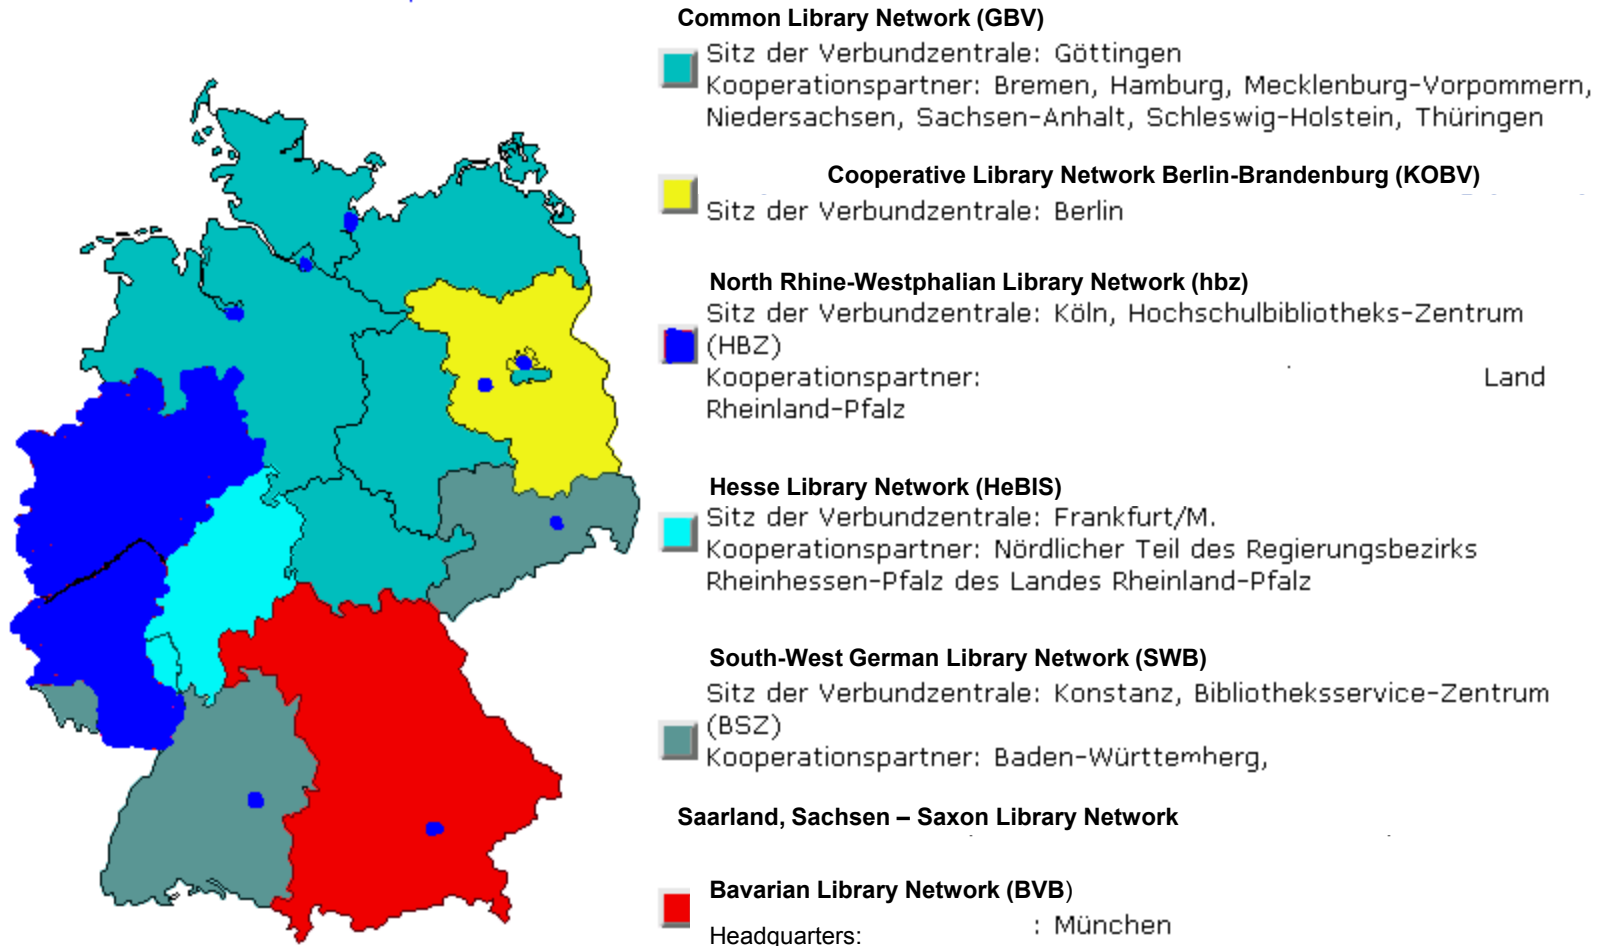 Common Library Network (GBV)
Sitz der Verbundzentrale: Göttingen
Kooperationspartner: Bremen, Hamburg, Mecklenburg-Vorpommern,
Niedersachsen, Sachsen-Anhalt, Schleswig-Holstein, Thüringen
Cooperative Library Network Berlin-Brandenburg (KOBV)
Sitz der Verbundzentrale: Berlin
North Rhine-Westphalian Library Network (hbz)
Sitz der Verbundzentrale: Köln, Hochschulbibliotheks-Zentrum
(HBZ)
Kooperationspartner: Land
Rheinland-Pfalz
Hesse Library Network (HeBIS)
Sitz der Verbundzentrale: Frankfurt/M.
Kooperationspartner: Nördlicher Teil des Regierungsbezirks
Rheinhessen-Pfalz des Landes Rheinland-Pfalz
South-West German Library Network (SWB)
Sitz der Verbundzentrale: Konstanz, Bibliotheksservice-Zentrum
(BSZ)
Kooperationspartner: Baden-Württemberg,
Saarland, Sachsen – Saxon Library Network
Bavarian Library Network (BVB)
Headquarters: : München